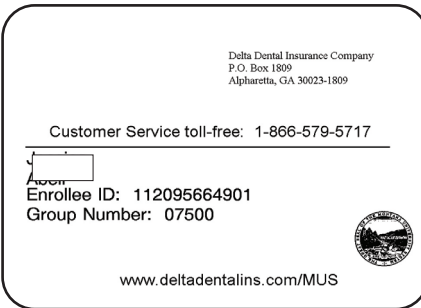 Delta Dental Insurance Company
P.O. Box 1809
Alpharetta, GA 30023-1809
Customer Service toll-free: 1-866-579-5717
Enrollee ID: 112095664901
Group Number: 07500
www.deltadentalins.com/MUS